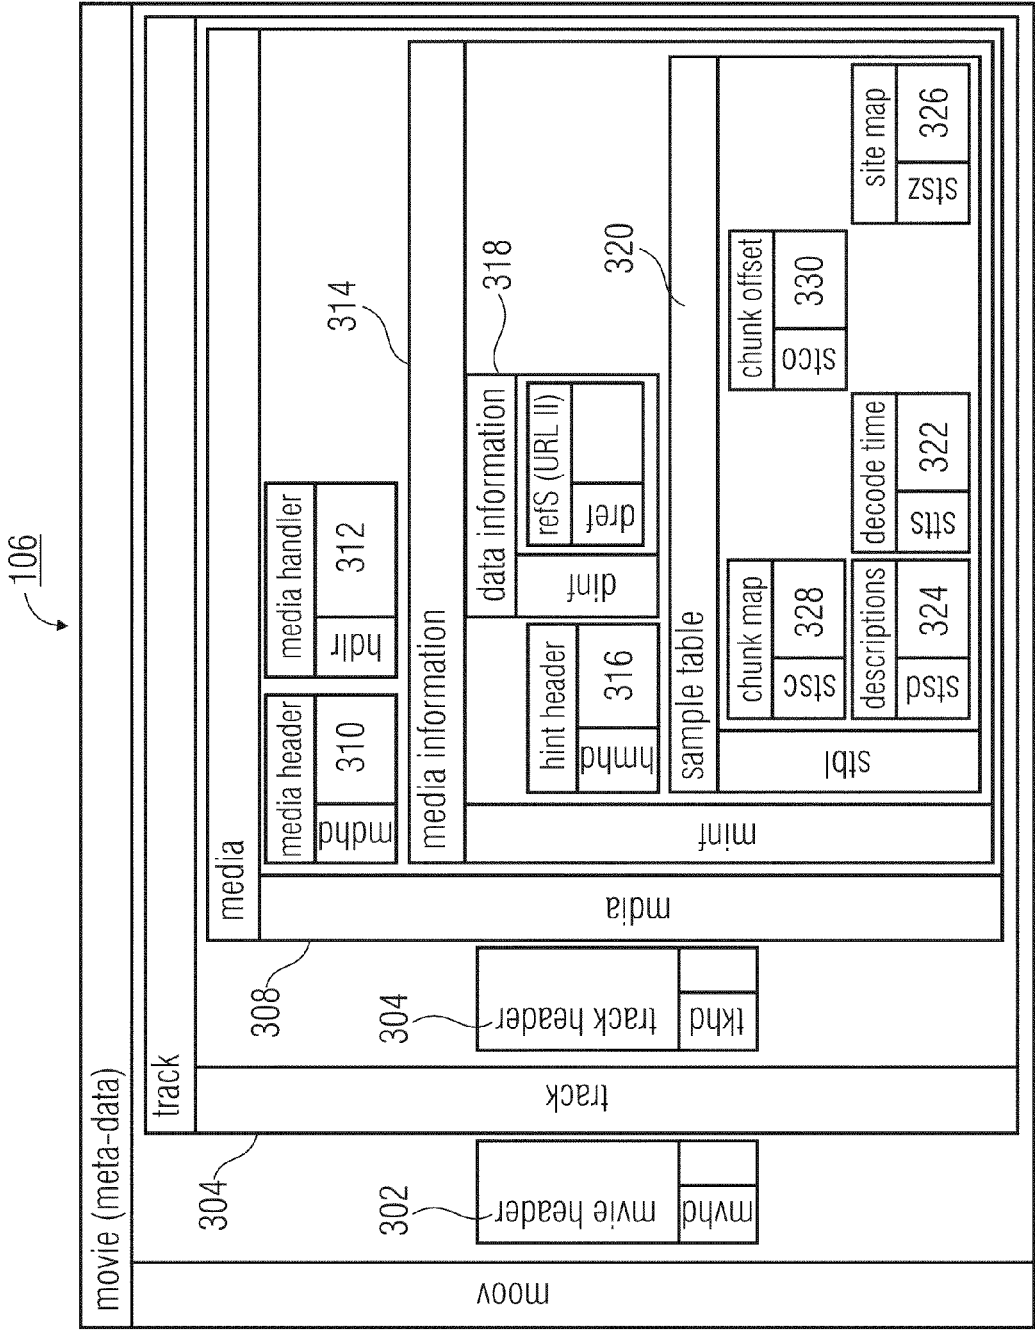 106
movie (meta-data)
moov
302
mvie header
mvhd
304
track
track
304
track header
tkhd
308
media
mdia
media header
mdhd
310
media handler
hdlr
312
314
media information
minf
hint header
hmhd
316
318
data information
dinf
refS (URL II)
dref
320
sample table
stbl
chunk map
stsc
328
descriptions
stsd
324
decode time
stts
322
chunk offset
stco
330
site map
stsz
326